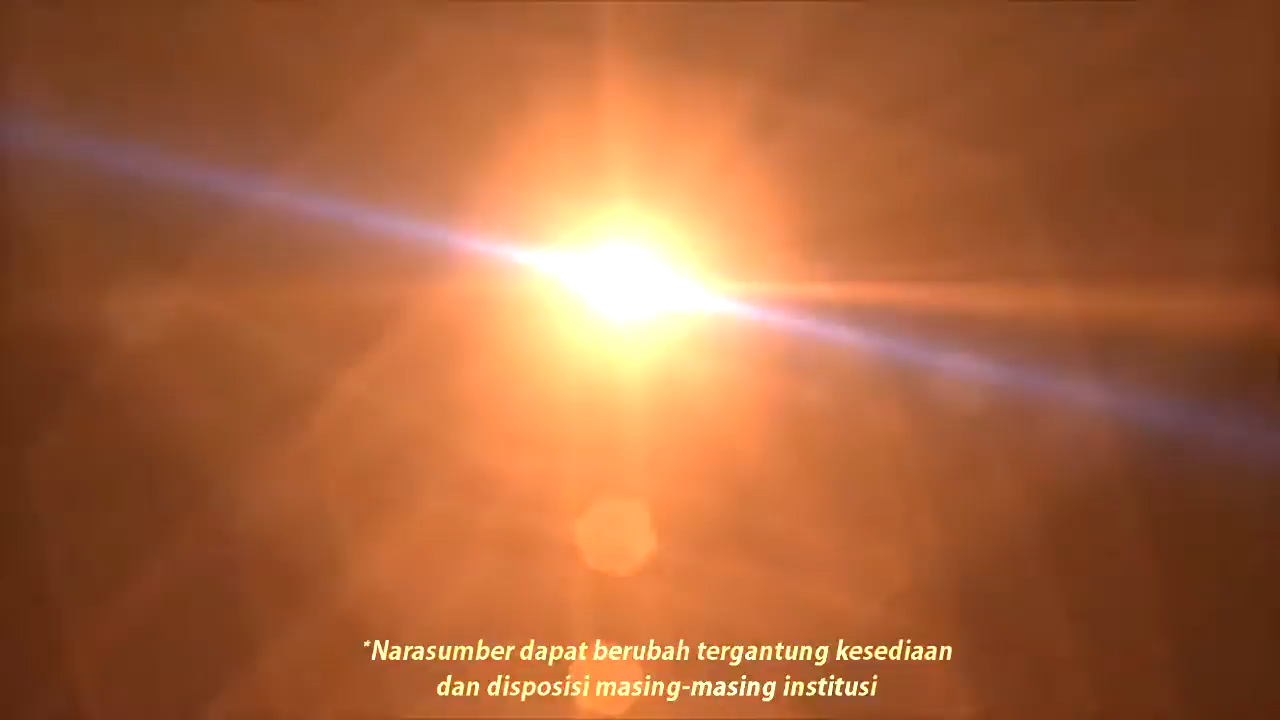 *Narasumber dapat berubah tergantung kesediaan
dan disposisi masing-masing institusi